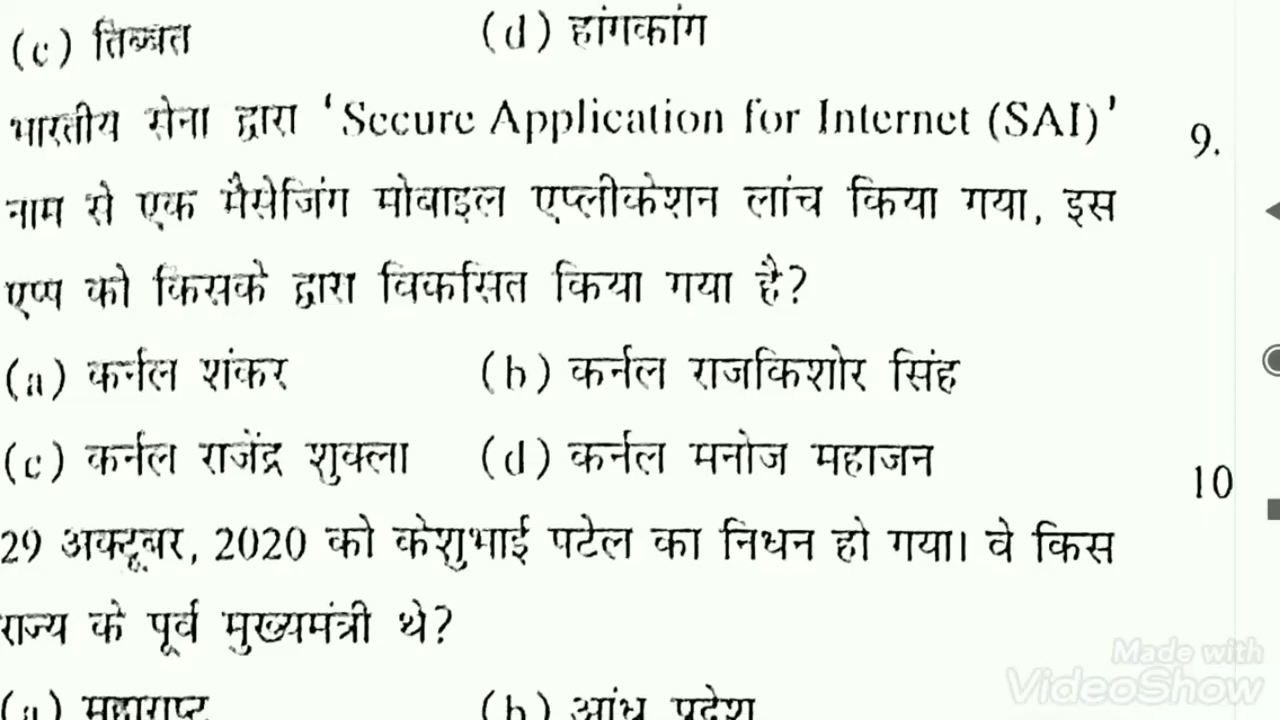 (c) तिब्बत (d) हांगकांग
भारतीय सेना द्वारा 'Secure Application for Internet (SAI)'
9.
नाम से एक मैसेजिंग मोबाइल एप्लीकेशन लांच किया गया, इस
एप्प को किसके द्वारा विकसित किया गया है?
(a) कर्नल शंकर (b) कर्नल राजकिशोर सिंह
(c) कर्नल राजेंद्र शुक्ला (d) कर्नल मनोज महाजन
10
29 अक्टूबर, 2020 को केशुभाई पटेल का निधन हो गया। वे किस
राज्य के पूर्व मुख्यमंत्री थे?
(a) महाराष्ट्र (b) आंध्र प्रदेश
Made with
VideoShow